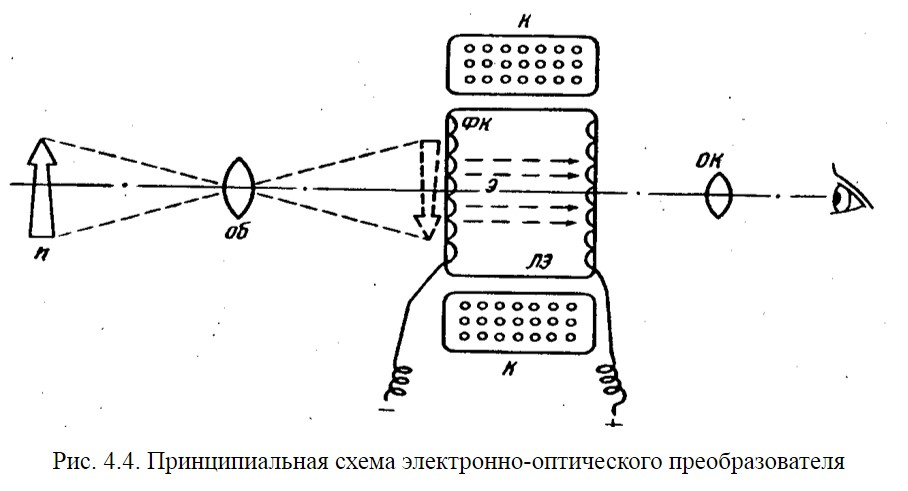 К
ФК
Э
ОК
П
ОБ
ЛЭ
К
–
+
Рис. 4.4. Принципиальная схема электронно-оптического преобразователя